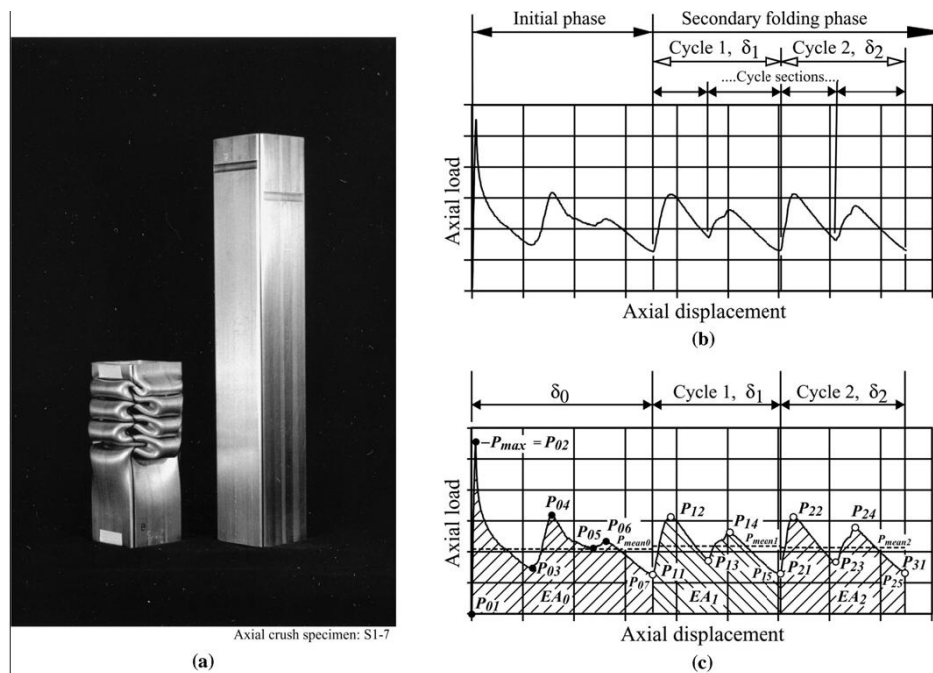 Axial crush specimen: S1-7
(a)
Initial phase
Secondary folding phase
Cycle 1, δ1
Cycle 2, δ2
....Cycle sections...
Axial load
Axial displacement
(b)
δ0
Cycle 1, δ1
Cycle 2, δ2
–Pmax = P02
P04
P05
P06
Pmean0
P03
P07
P01
EA0
P12
P14
Pmeen1
P11
P13
P15
EA1
P22
P24
Pmean2
P21
P23
P25
P31
EA2
Axial load
Axial displacement
(c)